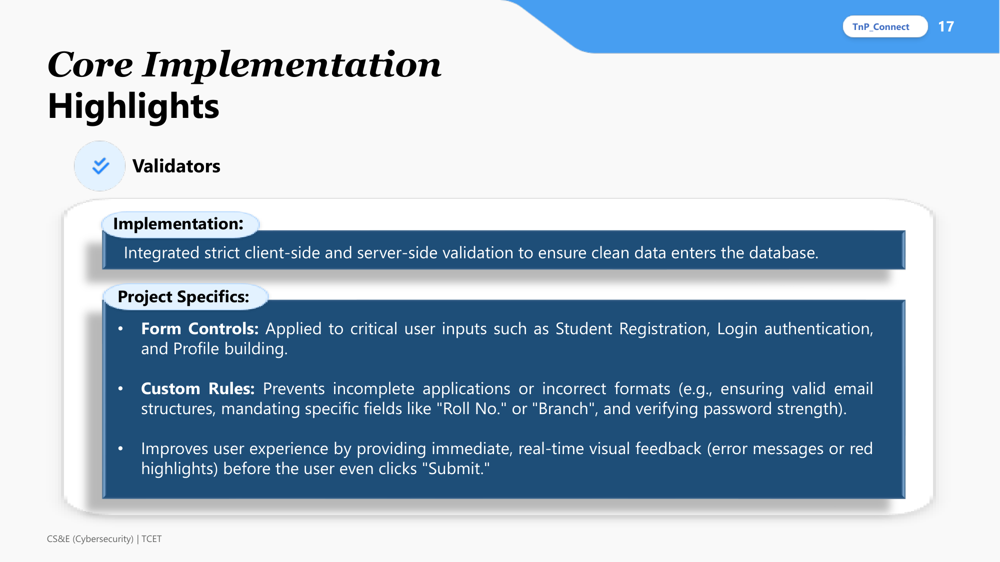 TnP_Connect
17
Core Implementation
Highlights
Validators
Implementation:
Integrated strict client-side and server-side validation to ensure clean data enters the database.
Project Specifics:
• Form Controls: Applied to critical user inputs such as Student Registration, Login authentication,
and Profile building.
• Custom Rules: Prevents incomplete applications or incorrect formats (e.g., ensuring valid email
structures, mandating specific fields like "Roll No." or "Branch", and verifying password strength).
• Improves user experience by providing immediate, real-time visual feedback (error messages or red
highlights) before the user even clicks "Submit."
CS&E (Cybersecurity) | TCET